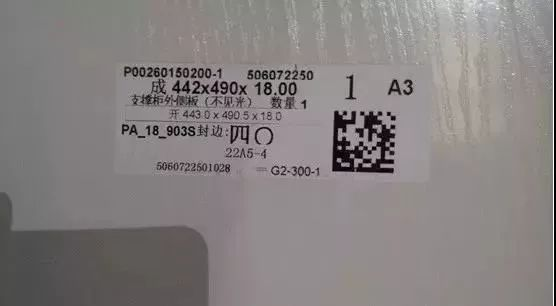 P00260150200-1 506072250
成 442x490x 18.00 1 A3
支撑柜外侧板（不见光） 数量 1
开 443.0 x 490.5 x 18.0
PA_18_903S 封边:四〇
22A5-4
5060722501028 G2-300-1